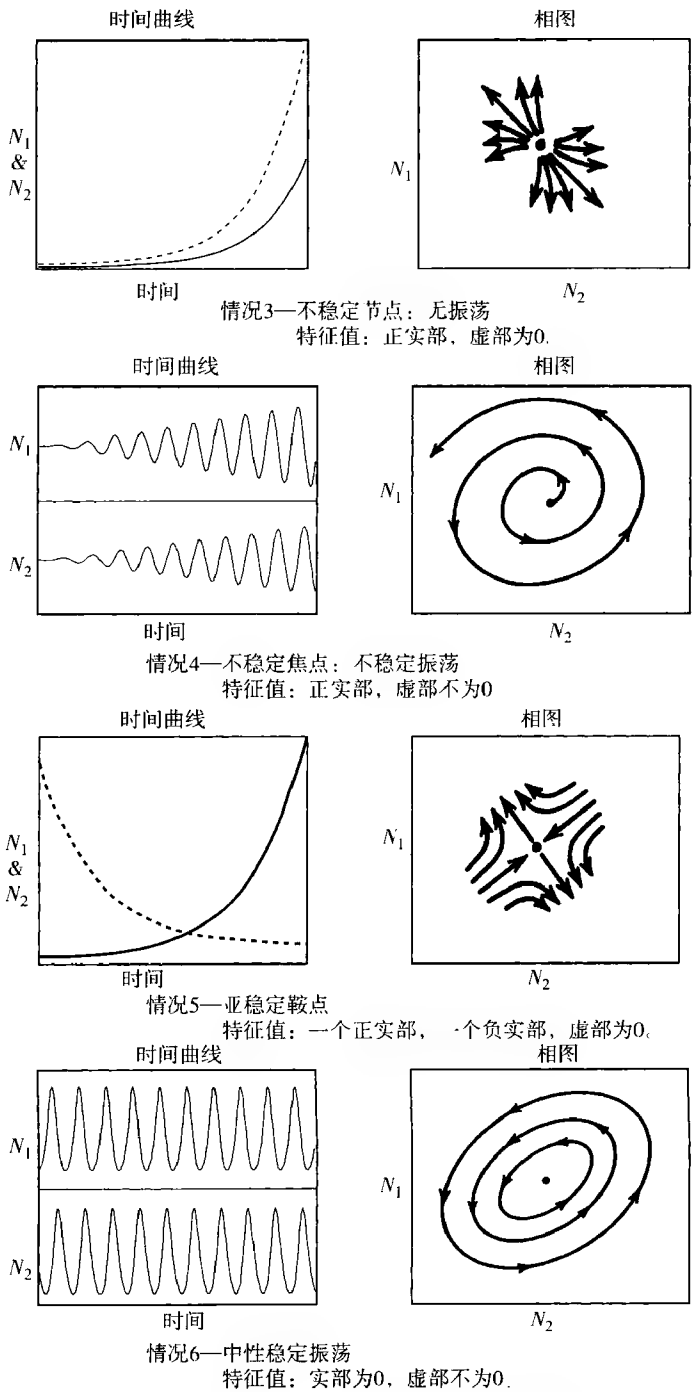 时间曲线
相图
N1
&
N2
N1
时间
N2
情况3—不稳定节点：无振荡
特征值：正实部，虚部为0.
时间曲线
相图
N1
N2
N1
时间
N2
情况4—不稳定焦点：不稳定振荡
特征值：正实部，虚部不为0
时间曲线
相图
N1
&
N2
N1
时间
N2
情况5—亚稳定鞍点
特征值：一个正实部，一个负实部，虚部为0。
时间曲线
相图
N1
N2
N1
时间
N2
情况6—中性稳定振荡
特征值：实部为0，虚部不为0.